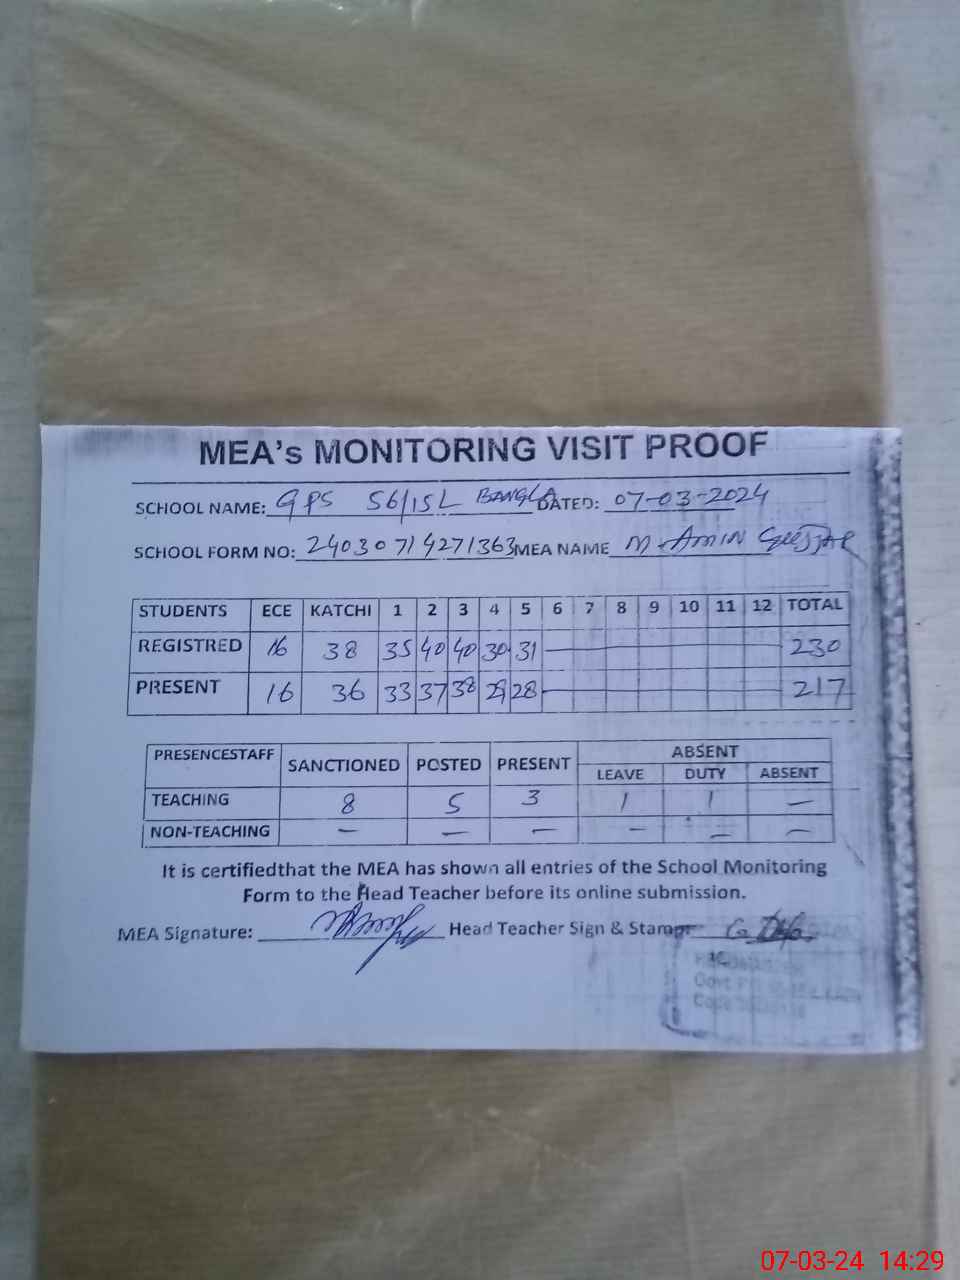 MEA's MONITORING VISIT PROOF
SCHOOL NAME: GPS 56/15L BANGLA DATED: 07-03-2024
SCHOOL FORM NO: 24030714271363 MEA NAME M. AMIN
STUDENTS ECE KATCHI 1 2 3 4 5 6 7 8 9 10 11 12 TOTAL
REGISTRED 16 38 35 40 40 30 31 230
PRESENT 16 36 33 37 38 29 28 217
PRESENCESTAFF SANCTIONED POSTED PRESENT ABSENT
LEAVE DUTY ABSENT
TEACHING 8 5 3 1 1 —
NON-TEACHING — — — — — —
It is certifiedthat the MEA has shown all entries of the School Monitoring
Form to the Head Teacher before its online submission.
MEA Signature: Head Teacher Sign & Stamp:
Govt
Code
07-03-24 14:29